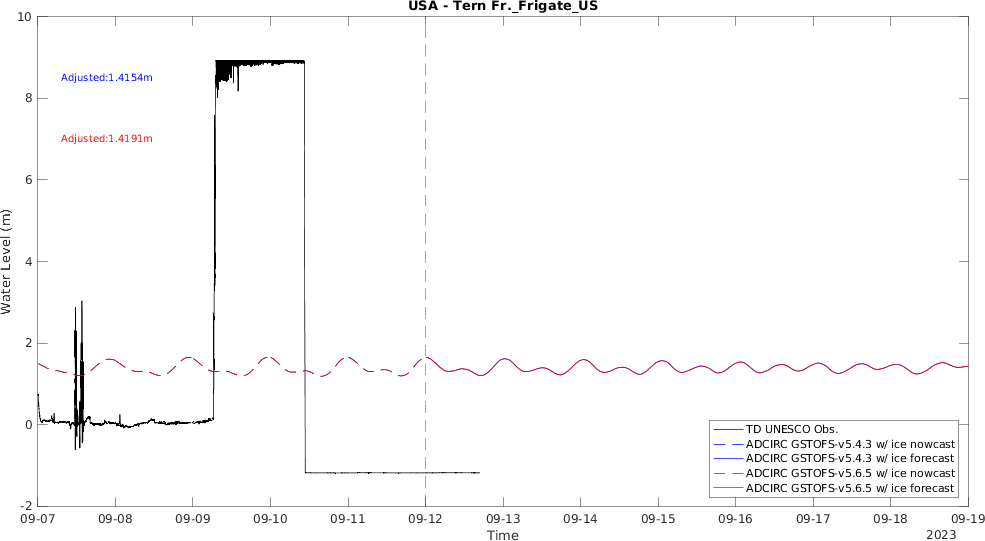 USA - Tern Fr._Frigate_US
10
8
6
4
2
0
-2
Water Level (m)
Adjusted:1.4154m
Adjusted:1.4191m
TD UNESCO Obs.
ADCIRC GSTOFS-v5.4.3 w/ ice nowcast
ADCIRC GSTOFS-v5.4.3 w/ ice forecast
ADCIRC GSTOFS-v5.6.5 w/ ice nowcast
ADCIRC GSTOFS-v5.6.5 w/ ice forecast
09-07 09-08 09-09 09-10 09-11 09-12 09-13 09-14 09-15 09-16 09-17 09-18 09-19
Time
2023